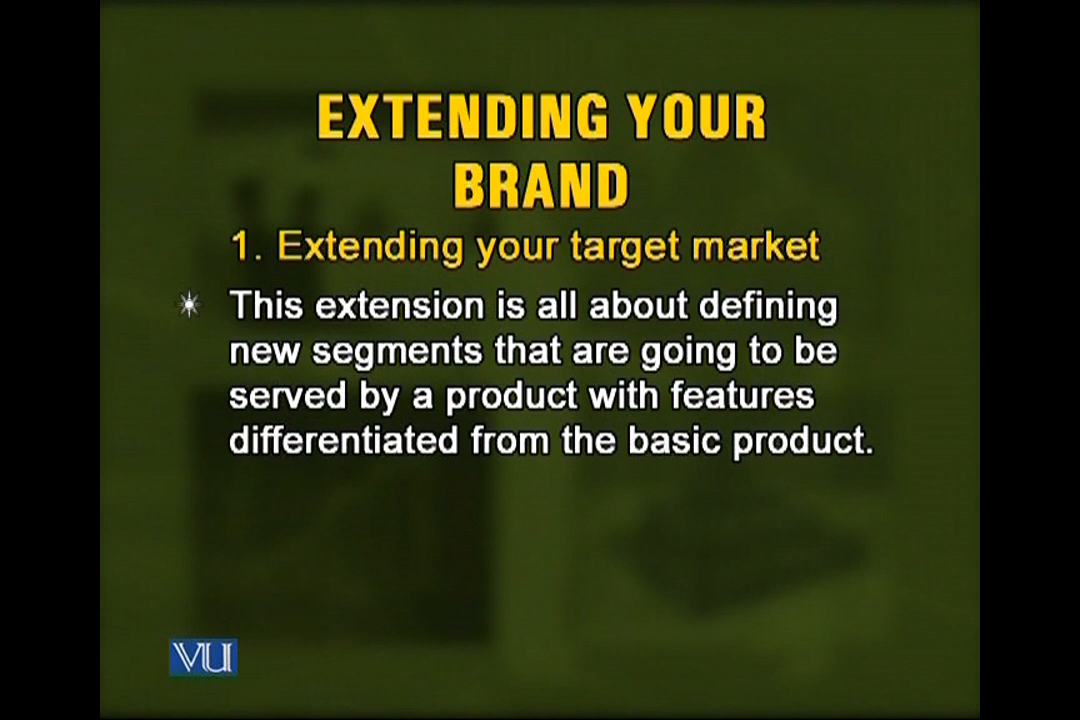 EXTENDING YOUR
BRAND
1. Extending your target market
This extension is all about defining
new segments that are going to be
served by a product with features
differentiated from the basic product.
VU